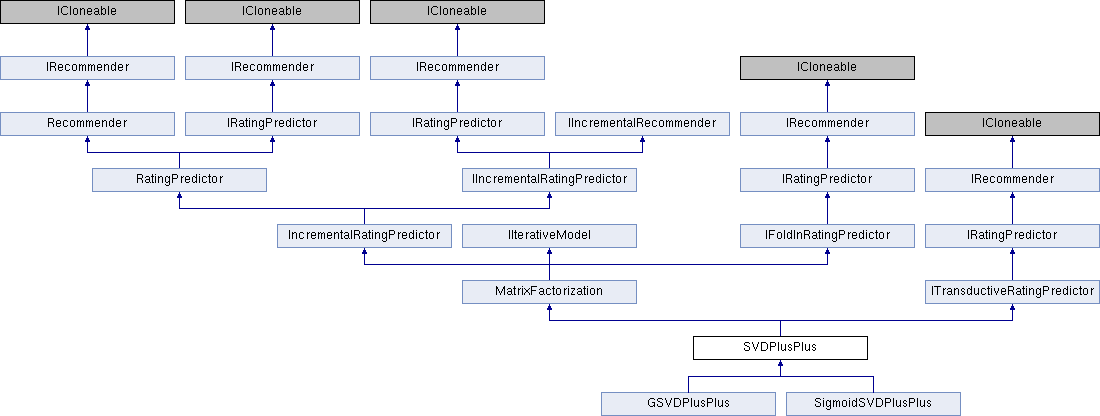 ICloneable
ICloneable
ICloneable
IRecommender
IRecommender
IRecommender
ICloneable
Recommender
IRatingPredictor
IRatingPredictor
IIncrementalRecommender
IRecommender
ICloneable
RatingPredictor
IIncrementalRatingPredictor
IRatingPredictor
IRecommender
IncrementalRatingPredictor
IIterativeModel
IFoldInRatingPredictor
IRatingPredictor
MatrixFactorization
ITransductiveRatingPredictor
SVDPlusPlus
GSVDPlusPlus
SigmoidSVDPlusPlus